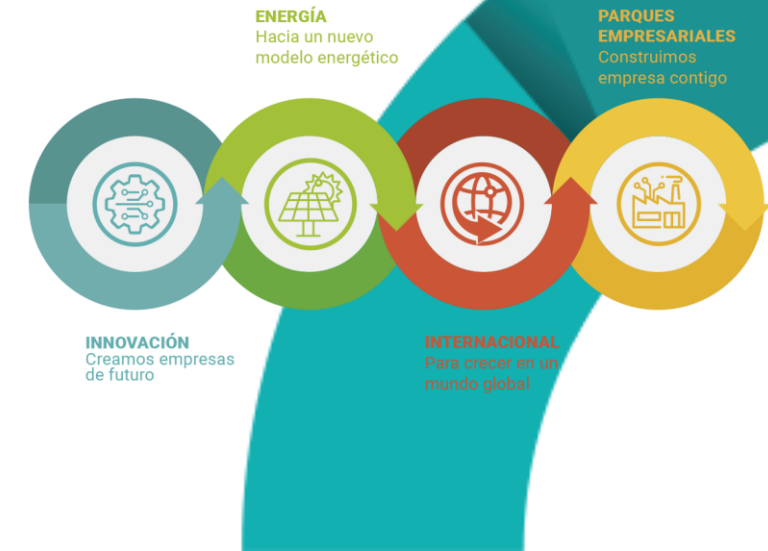 ENERGÍA
Hacia un nuevo
modelo energético
PARQUES
EMPRESARIALES
Construimos
empresa contigo
INNOVACIÓN
Creamos empresas
de futuro
INTERNACIONAL
Para crecer en un
mundo global